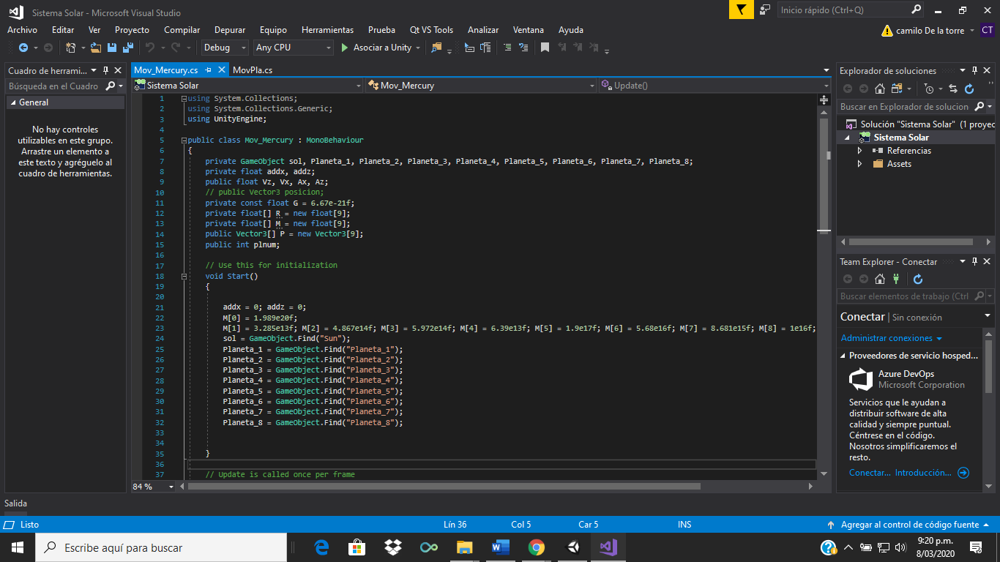 Sistema Solar - Microsoft Visual Studio
Inicio rápido (Ctrl+Q)
Archivo Editar Ver Proyecto Compilar Depurar Equipo Herramientas Prueba Qt VS Tools Analizar Ventana Ayuda
camilo De la torre CT
Debug Any CPU Asociar a Unity
Cuadro de herrami...
Búsqueda en el Cuadro
General
No hay controles
utilizables en este grupo.
Arrastre un elemento a
este texto y agréguelo al
cuadro de herramientas.
Mov_Mercury.cs MovPla.cs
Sistema Solar Mov_Mercury Update()
1 using System.Collections;
2 using System.Collections.Generic;
3 using UnityEngine;
4
5 public class Mov_Mercury : MonoBehaviour
6 {
7 private GameObject sol, Planeta_1, Planeta_2, Planeta_3, Planeta_4, Planeta_5, Planeta_6, Planeta_7, Planeta_8;
8 private float addx, addz;
9 public float Vz, Vx, Ax, Az;
10 // public Vector3 posicion;
11 private const float G = 6.67e-21f;
12 private float[] R = new float[9];
13 private float[] M = new float[9];
14 public Vector3[] P = new Vector3[9];
15 public int plnum;
16
17 // Use this for initialization
18 void Start()
19 {
20
21 addx = 0; addz = 0;
22 M[0] = 1.989e20f;
23 M[1] = 3.285e13f; M[2] = 4.867e14f; M[3] = 5.972e14f; M[4] = 6.39e13f; M[5] = 1.9e17f; M[6] = 5.68e16f; M[7] = 8.681e15f; M[8] = 1e16f;
24 sol = GameObject.Find("Sun");
25 Planeta_1 = GameObject.Find("Planeta_1");
26 Planeta_2 = GameObject.Find("Planeta_2");
27 Planeta_3 = GameObject.Find("Planeta_3");
28 Planeta_4 = GameObject.Find("Planeta_4");
29 Planeta_5 = GameObject.Find("Planeta_5");
30 Planeta_6 = GameObject.Find("Planeta_6");
31 Planeta_7 = GameObject.Find("Planeta_7");
32 Planeta_8 = GameObject.Find("Planeta_8");
33
34
35 }
36
37 // Update is called once per frame
84 %
Explorador de soluciones
Buscar en Explorador de solucion
Solución "Sistema Solar" (1 proyec
Sistema Solar
Referencias
Assets
Team Explorer - Conectar
Buscar elementos de trabajo (Ctrl
Conectar | Sin conexión
Administrar conexiones
Proveedores de servicio hosped...
Azure DevOps
Microsoft Corporation
Servicios que le ayudan a
distribuir software de alta
calidad y siempre puntual.
Céntrese en el código.
Nosotros simplificaremos el
resto.
Conectar... Introducción...
Salida
Listo Lín 36 Col 5 Car 5 INS Agregar al control de código fuente
Escribe aquí para buscar
9:20 p.m.
8/03/2020